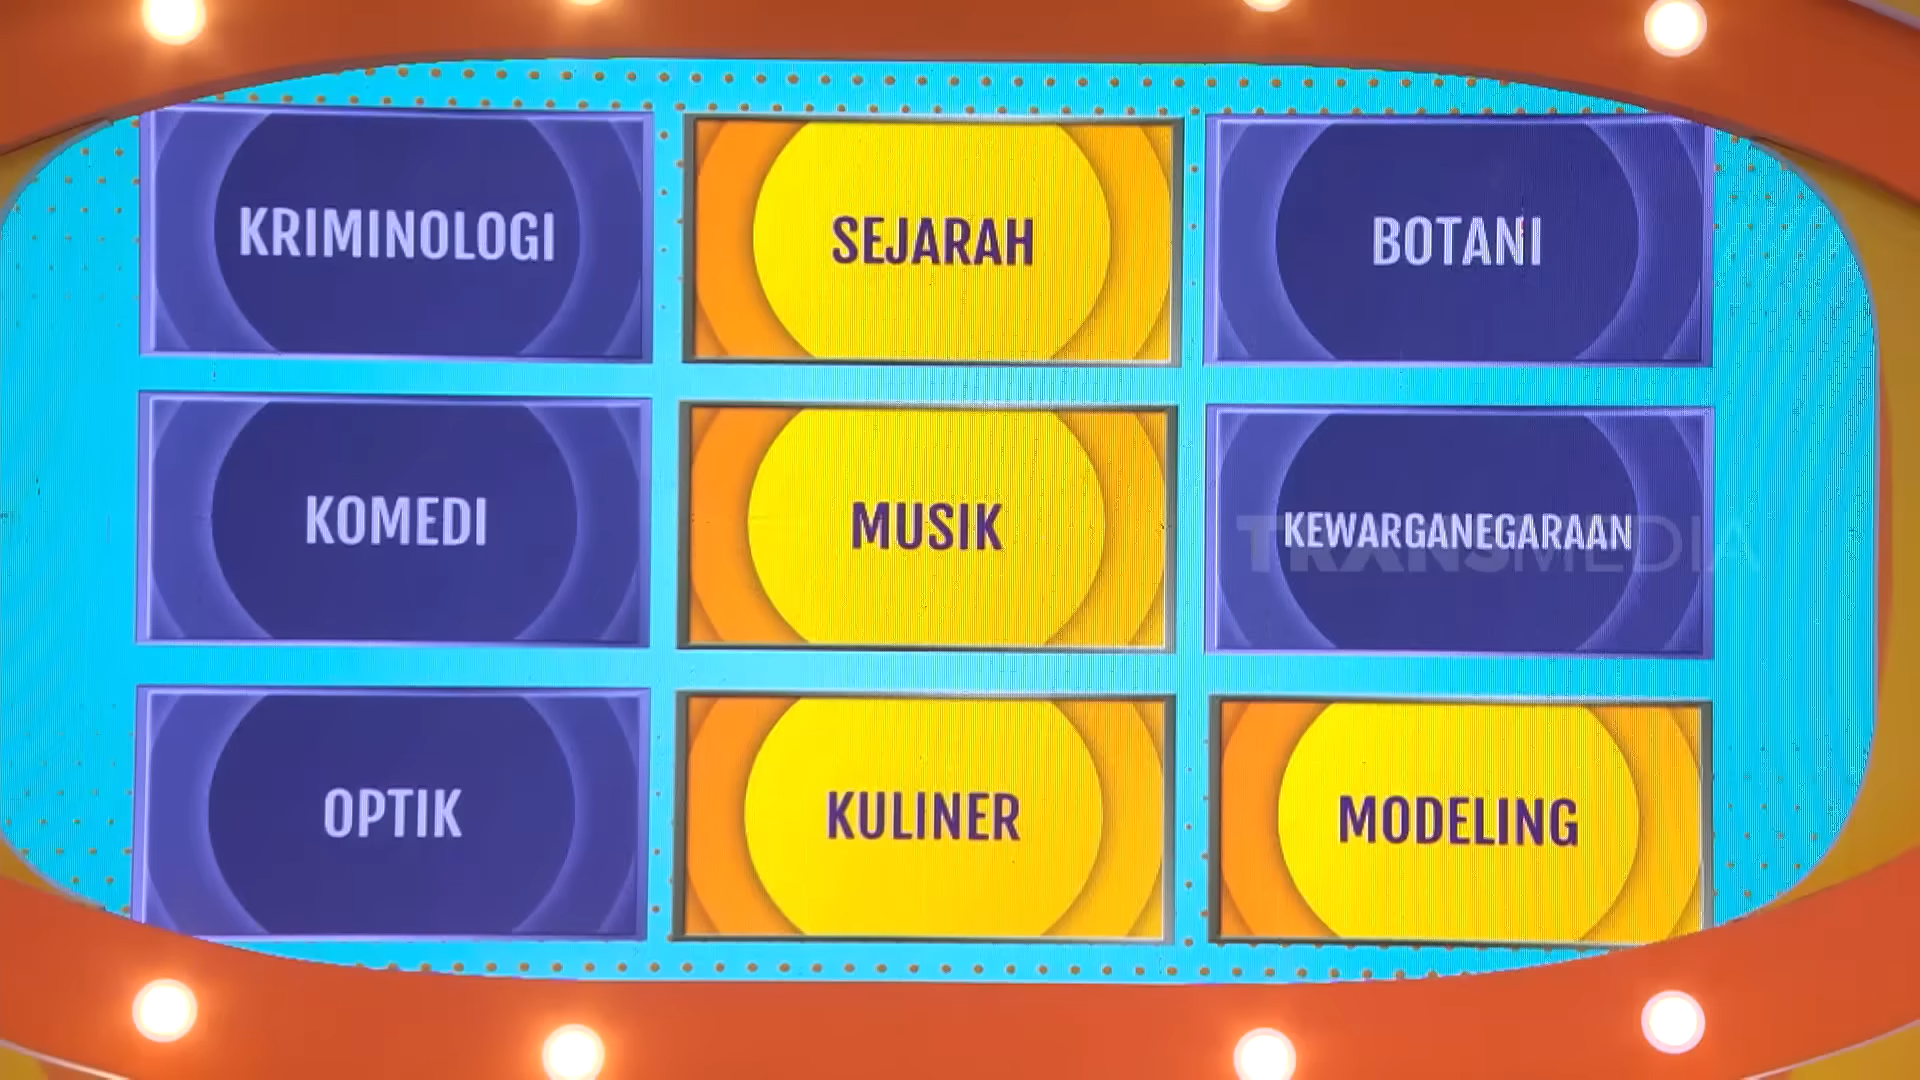 KRIMINOLOGI
SEJARAH
BOTANI
KOMEDI
MUSIK
KEWARGANEGARAAN
TRANSMEDIA
OPTIK
KULINER
MODELING